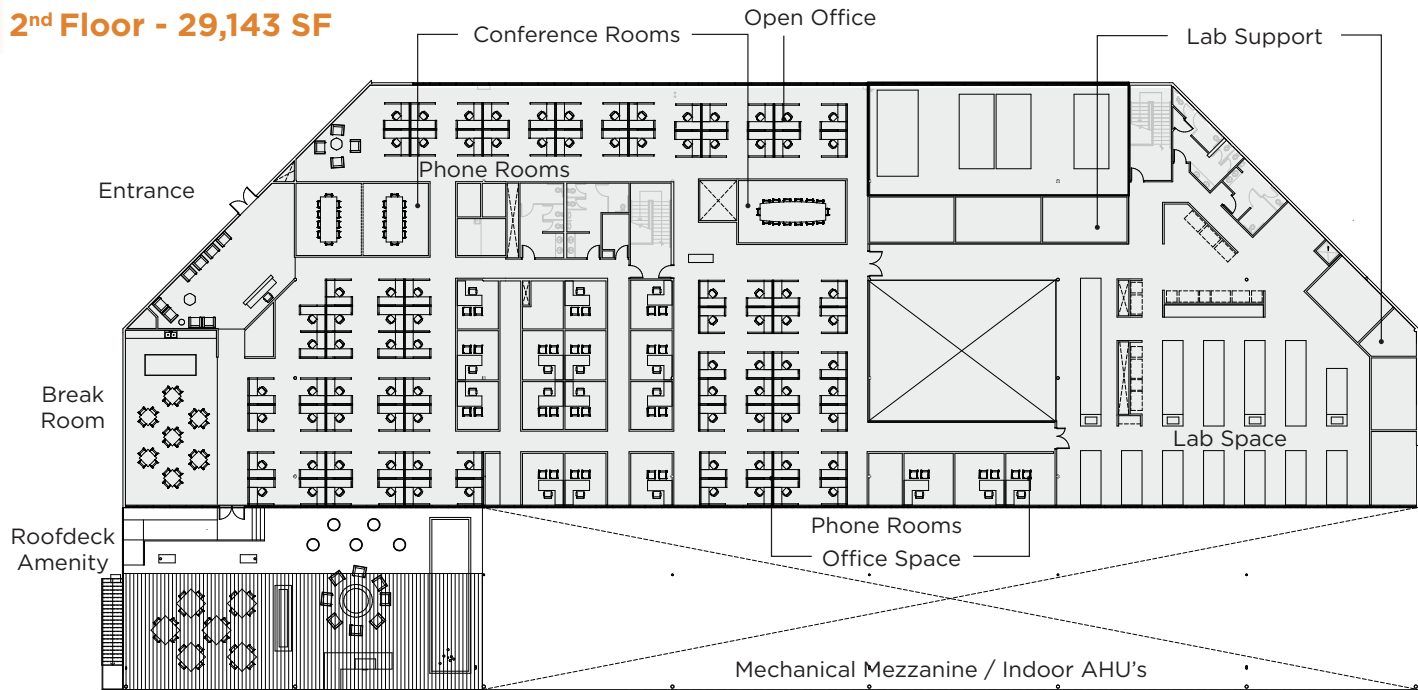 2nd Floor - 29,143 SF
Open Office
Conference Rooms
Lab Support
Phone Rooms
Entrance
Break
Room
Lab Space
Phone Rooms
Office Space
Roofdeck
Amenity
Mechanical Mezzanine / Indoor AHU's